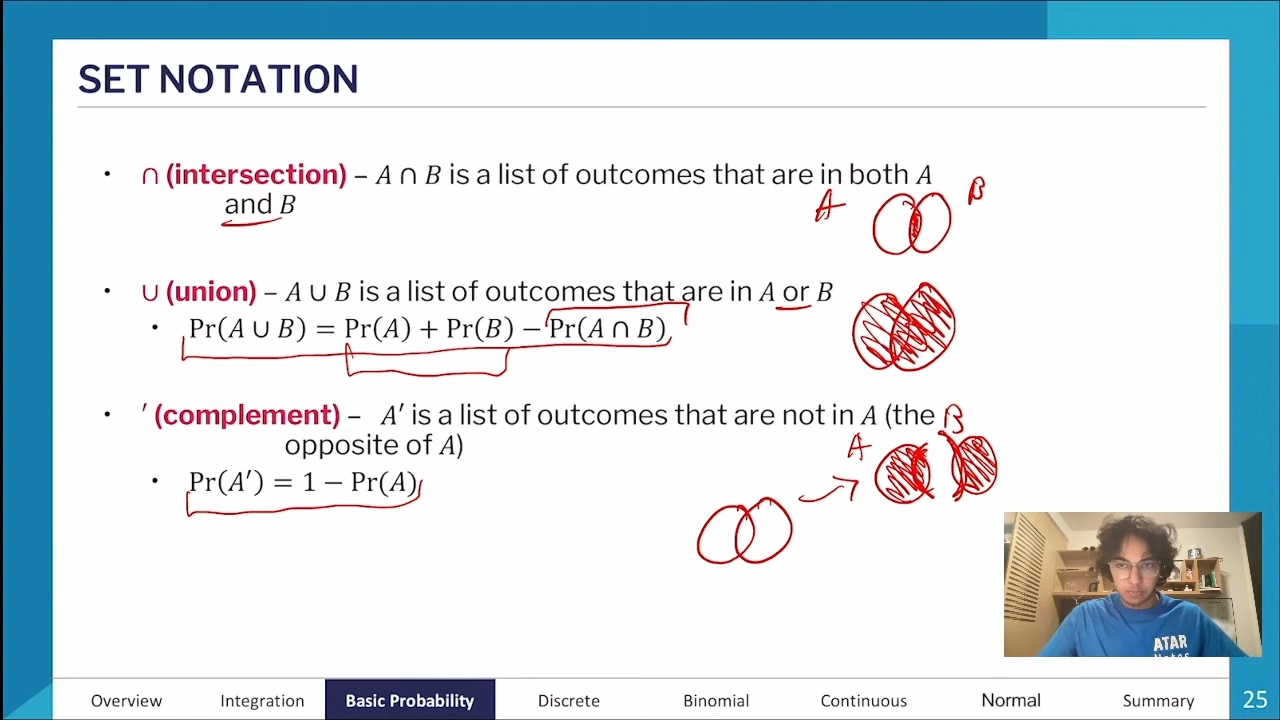 SET NOTATION
• ∩ (intersection) – A ∩ B is a list of outcomes that are in both A
and B
A B
• ∪ (union) – A ∪ B is a list of outcomes that are in A or B
• Pr(A ∪ B) = Pr(A) + Pr(B) − Pr(A ∩ B)
• ′ (complement) – A′ is a list of outcomes that are not in A (the
opposite of A)
A B
• Pr(A′) = 1 − Pr(A)
ATAR
Notes
Overview Integration Basic Probability Discrete Binomial Continuous Normal Summary 25